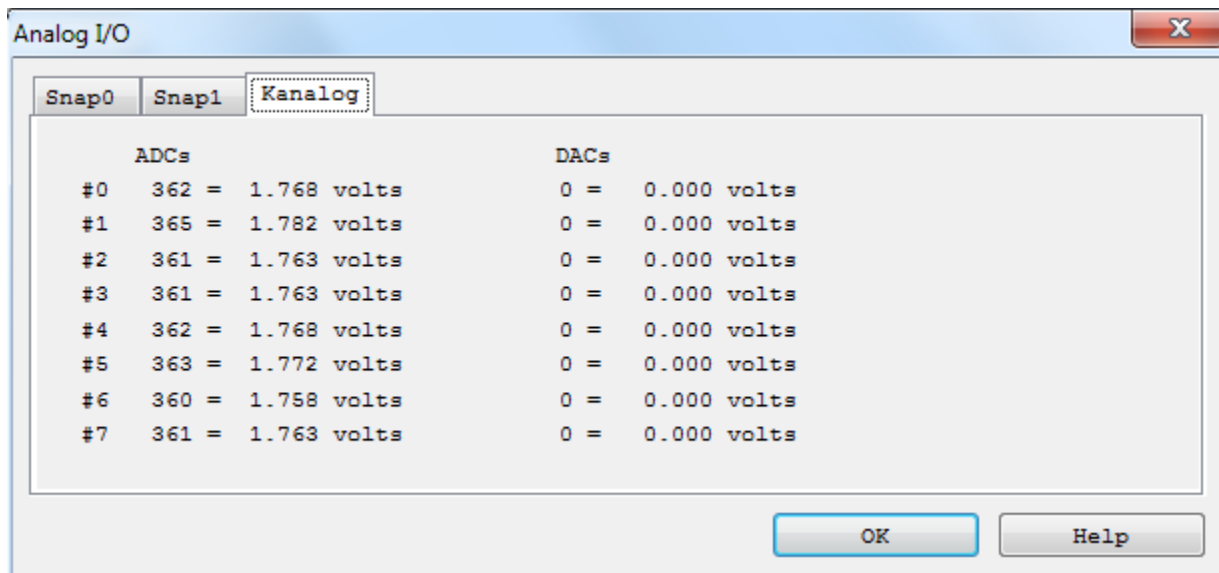 Analog I/O
Snap0 Snap1 Kanalog
ADCs DACs
#0 362 = 1.768 volts 0 = 0.000 volts
#1 365 = 1.782 volts 0 = 0.000 volts
#2 361 = 1.763 volts 0 = 0.000 volts
#3 361 = 1.763 volts 0 = 0.000 volts
#4 362 = 1.768 volts 0 = 0.000 volts
#5 363 = 1.772 volts 0 = 0.000 volts
#6 360 = 1.758 volts 0 = 0.000 volts
#7 361 = 1.763 volts 0 = 0.000 volts
OK Help